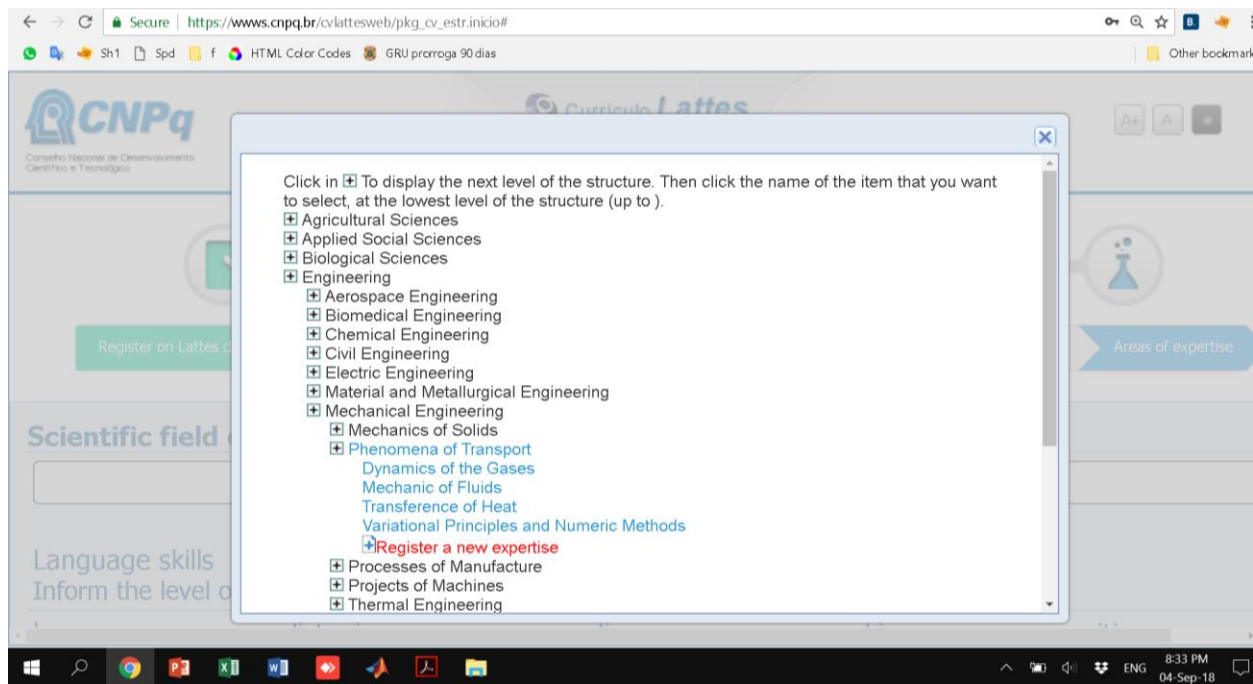 Secure | https://wwws.cnpq.br/cvlattesweb/pkg_cv_estr.inicio#
Sh1 Spd f HTML Color Codes GRU prorroga 90 dias Other bookmark
CNPq
Conselho Nacional de Desenvolvimento
Científico e Tecnológico
Currículo Lattes
A+ A
Click in To display the next level of the structure. Then click the name of the item that you want
to select, at the lowest level of the structure (up to ).
Agricultural Sciences
Applied Social Sciences
Biological Sciences
Engineering
Aerospace Engineering
Biomedical Engineering
Chemical Engineering
Civil Engineering
Electric Engineering
Material and Metallurgical Engineering
Mechanical Engineering
Mechanics of Solids
Phenomena of Transport
Dynamics of the Gases
Mechanic of Fluids
Transference of Heat
Variational Principles and Numeric Methods
Register a new expertise
Processes of Manufacture
Projects of Machines
Thermal Engineering
Register on Lattes
Areas of expertise
Scientific field
Language skills
Inform the level o
ENG
8:33 PM
04-Sep-18